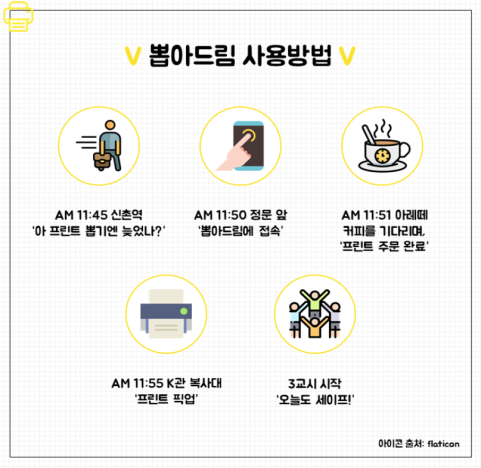 V 뽑아드림 사용방법 V
AM 11:45 신촌역
‘아 프린트 뽑기엔 늦었나?’
AM 11:50 정문 앞
‘뽑아드림에 접속’
AM 11:51 아레떼
커피를 기다리며,
‘프린트 주문 완료’
AM 11:55 K관 복사대
‘프린트 픽업’
3교시 시작
‘오늘도 세이프!’
아이콘 출처: flaticon